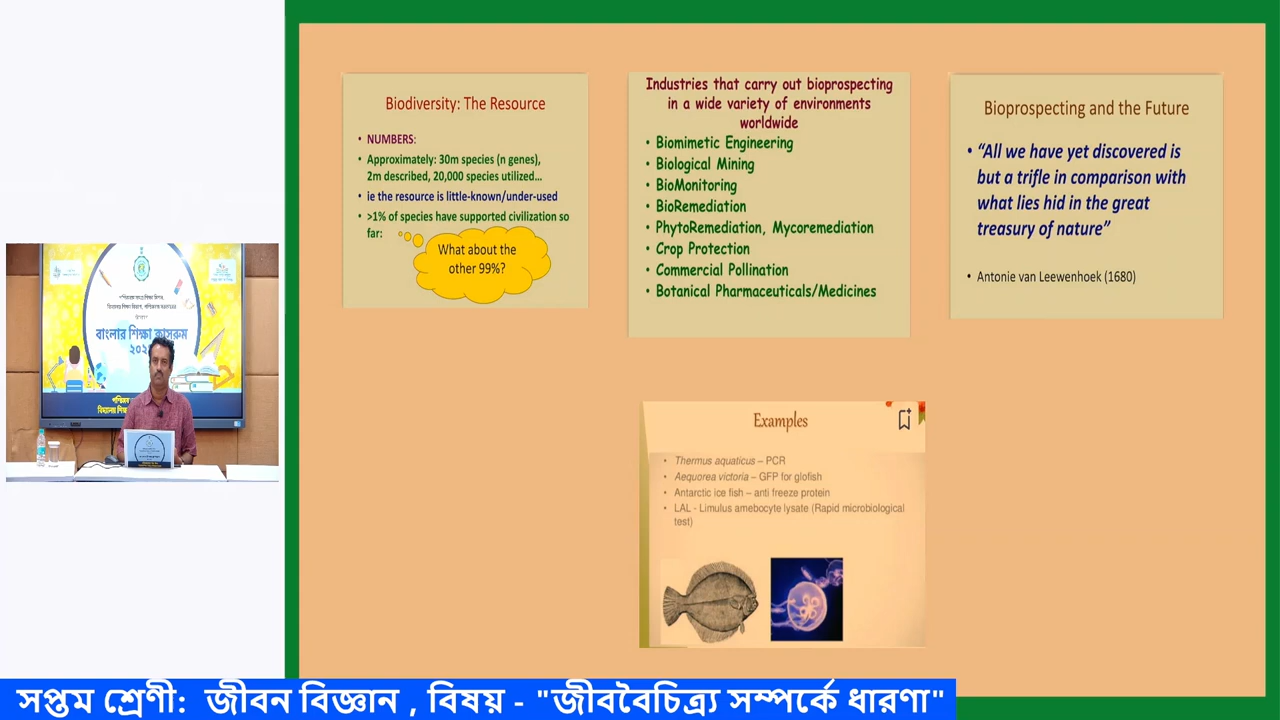 Biodiversity: The Resource
• NUMBERS:
• Approximately: 30m species (n genes),
2m described, 20,000 species utilized...
• ie the resource is little-known/under-used
• >1% of species have supported civilization so
far:
What about the
other 99%?
Industries that carry out bioprospecting
in a wide variety of environments
worldwide
• Biomimetic Engineering
• Biological Mining
• BioMonitoring
• BioRemediation
• PhytoRemediation, Mycoremediation
• Crop Protection
• Commercial Pollination
• Botanical Pharmaceuticals/Medicines
Bioprospecting and the Future
• “All we have yet discovered is
but a trifle in comparison with
what lies hid in the great
treasury of nature”
• Antonie van Leewenhoek (1680)
বাংলার শিক্ষা ক্লাসরুম
Examples
• Thermus aquaticus – PCR
• Aequorea victoria – GFP for glofish
• Antarctic ice fish – anti freeze protein
• LAL - Limulus amebocyte lysate (Rapid microbiological
test)
সপ্তম শ্রেণী: জীবন বিজ্ঞান , বিষয় - "জীববৈচিত্র্য সম্পর্কে ধারণা"